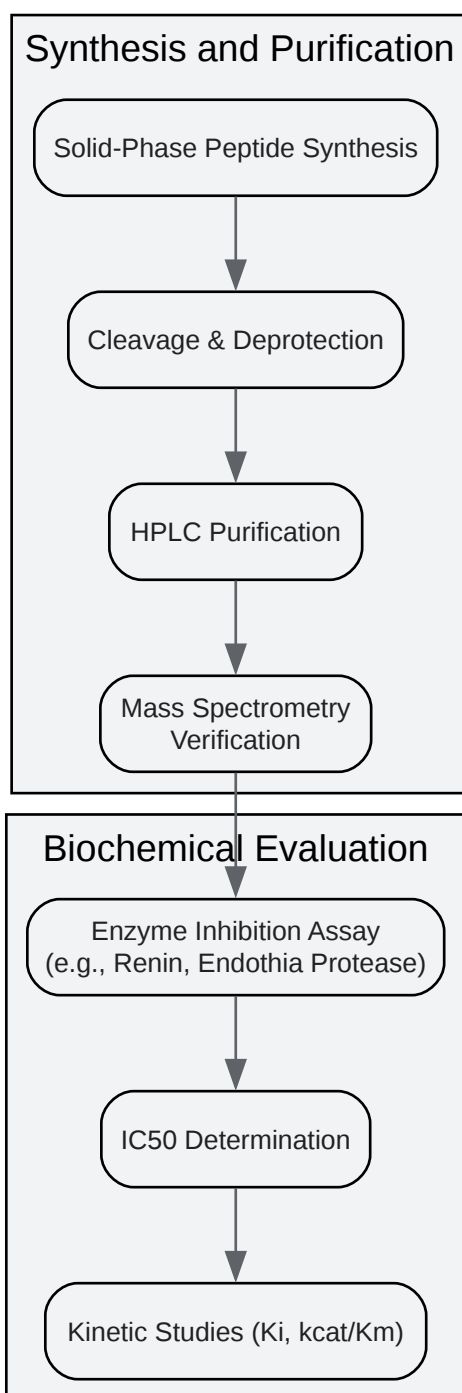 Synthesis and Purification
Solid-Phase Peptide Synthesis
Cleavage & Deprotection
HPLC Purification
Mass Spectrometry
Verification
Biochemical Evaluation
Enzyme Inhibition Assay
(e.g., Renin, Endothia Protease)
IC50 Determination
Kinetic Studies (Ki, kcat/Km)